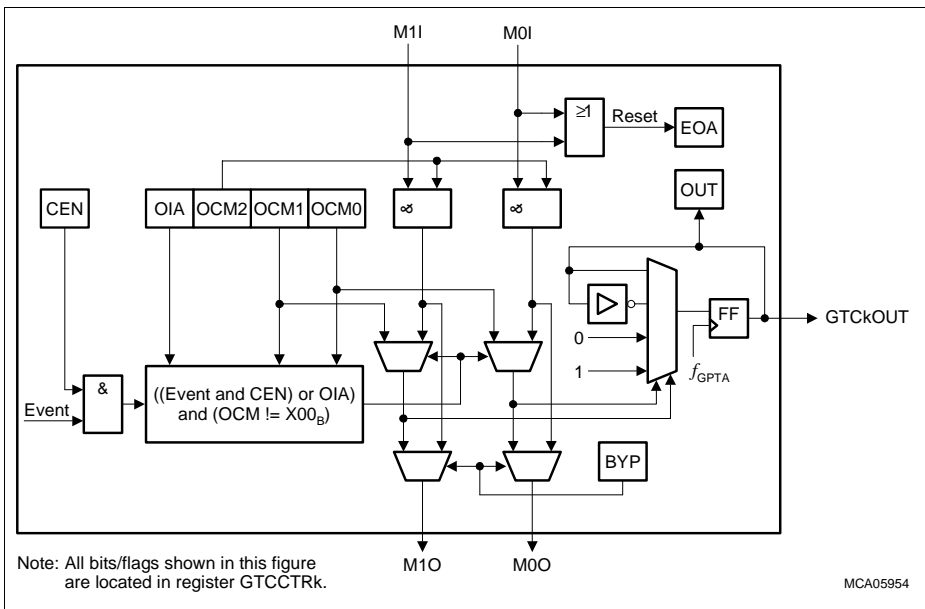 M1I
M0I
≥1
Reset
EOA
CEN
OIA
OCM2
OCM1
OCM0
&
&
OUT
FF
GTCkOUT
0
1
fGPTA
&
Event
((Event and CEN) or OIA)
and (OCM != X00B)
BYP
M1O
M0O
Note: All bits/flags shown in this figure
are located in register GTCCTRk.
MCA05954